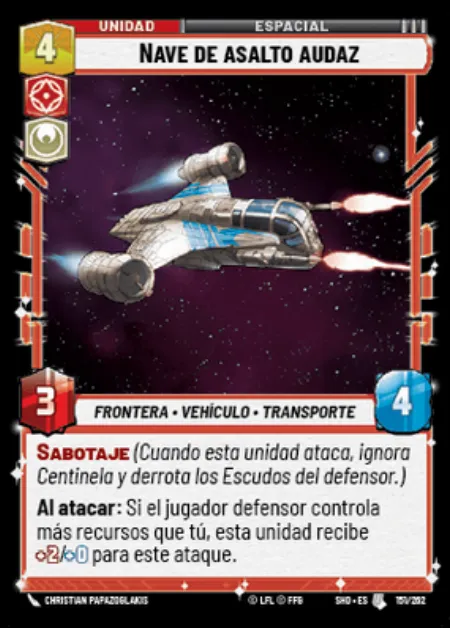 UNIDAD
ESPACIAL
4
NAVE DE ASALTO AUDAZ
3
FRONTERA • VEHÍCULO • TRANSPORTE
4
SABOTAJE (Cuando esta unidad ataca, ignora
Centinela y derrota los Escudos del defensor.)
Al atacar: Si el jugador defensor controla
más recursos que tú, esta unidad recibe
+2/+0 para este ataque.
CHRISTIAN PAPAZOGLAKIS
© LFL © FFG
SHD • ES
151/262